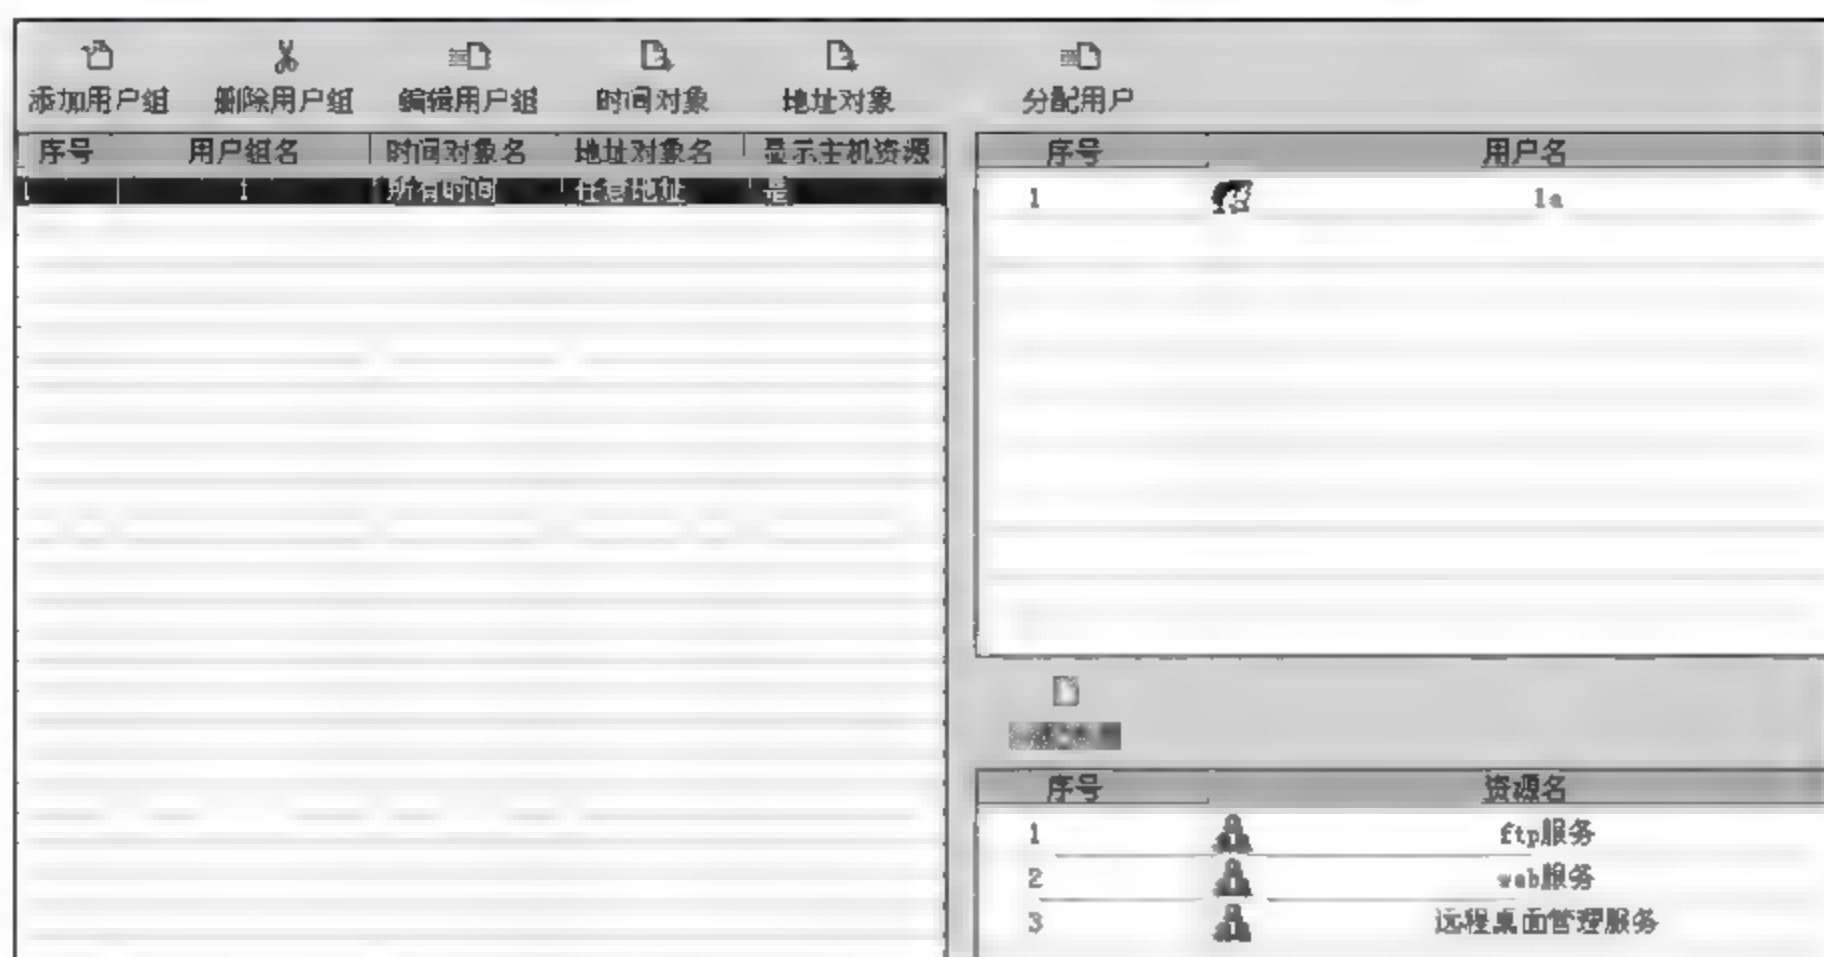 添加用户组 删除用户组 编辑用户组 时间对象 地址对象 分配用户
序号 用户组名 时间对象名 地址对象名 显示主机资源
1 1 所有时间 任意地址 是
序号 用户名
1 1a
序号 资源名
1 ftp服务
2 web服务
3 远程桌面管理服务